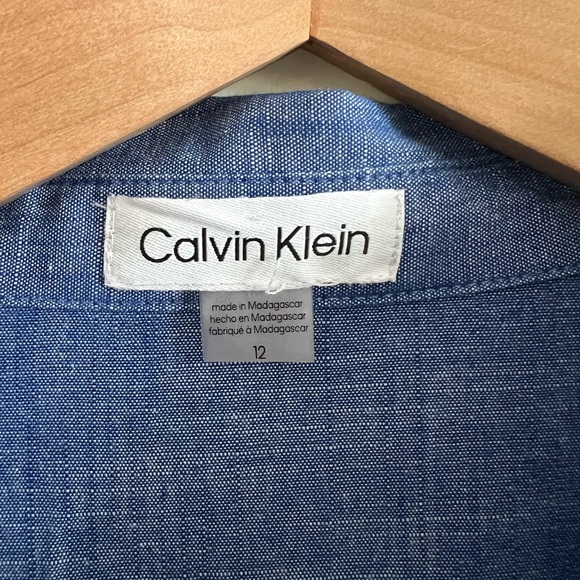 Calvin Klein
made in Madagascar
hecho en Madagascar
fabriqué à Madagascar
12